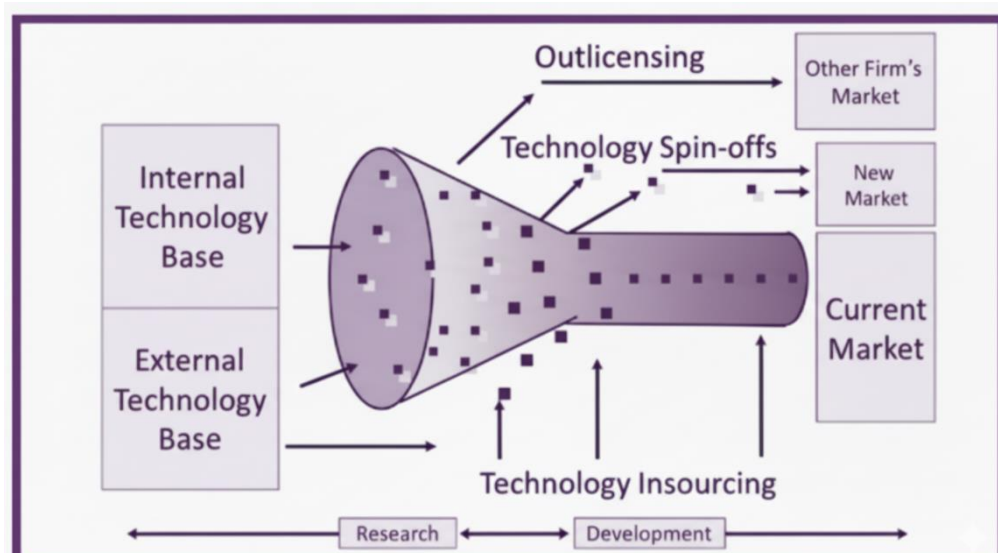 Outlicensing
Other Firm's
Market
Technology Spin-offs
New
Market
Internal
Technology
Base
External
Technology
Base
Current
Market
Technology Insourcing
Research
Development